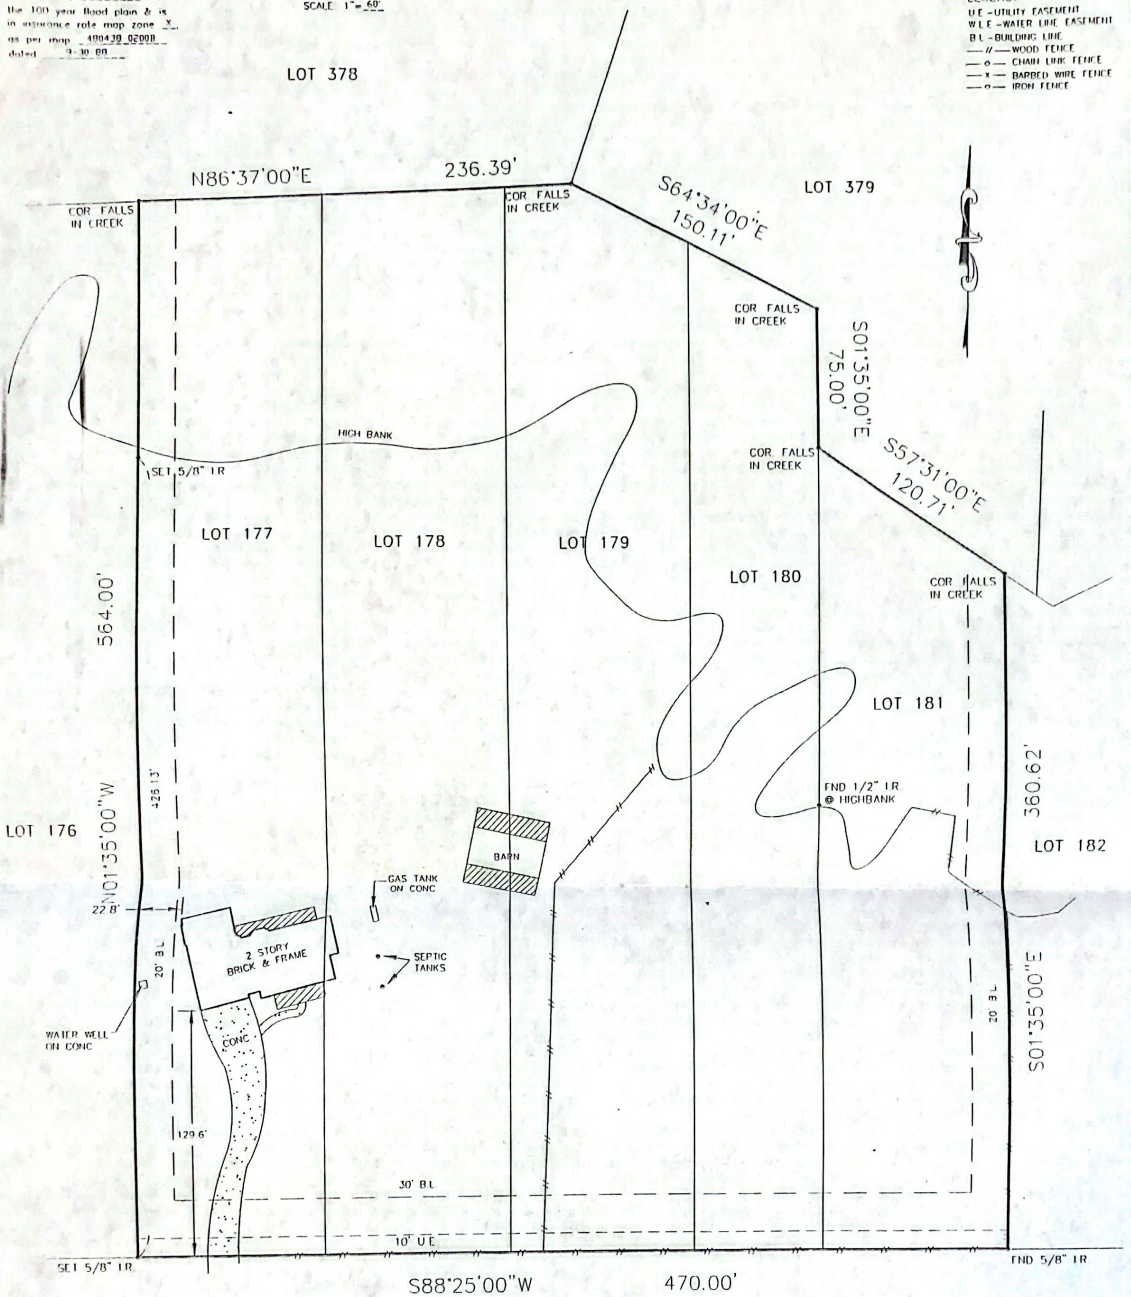 the 100 year flood plain & is
in insurance rate map zone X.
as per map 480439 0200B
dated 9-30-80
SCALE 1"= 60'
U E -UTILITY EASEMENT
W L E -WATER LINE EASEMENT
B L -BUILDING LINE
WOOD FENCE
CHAIN LINK FENCE
BARBED WIRE FENCE
IRON FENCE
LOT 378
N86°37'00"E 236.39'
LOT 379
S64°34'00"E
150.11'
COR FALLS
IN CREEK
COR FALLS
IN CREEK
COR FALLS
IN CREEK
S01°35'00"E
75.00'
HIGH BANK
COR FALLS
IN CREEK
S57°31'00"E
120.71'
SET 5/8" I.R
LOT 177
LOT 178
LOT 179
LOT 180
COR FALLS
IN CREEK
564.00'
LOT 181
426.13'
N01°35'00"W
FND 1/2" I.R
@ HIGHBANK
360.62'
LOT 176
LOT 182
BARN
GAS TANK
ON CONC
22.8'
2 STORY
BRICK & FRAME
SEPTIC
TANKS
20' B.L
20' B.L
S01°35'00"E
WATER WELL
ON CONC
CONC
129.6'
30' B.L
10' U.E
SET 5/8" I.R.
FND 5/8" I.R
S88°25'00"W 470.00'